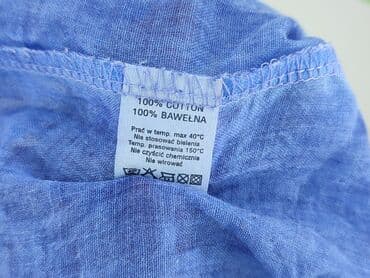 100% COTTON
100% BAWEŁNA
Prać w temp. max 40°C
Nie stosować bielenia
Temp. prasowania 150°C
Nie czyścić chemicznie
Nie wirować